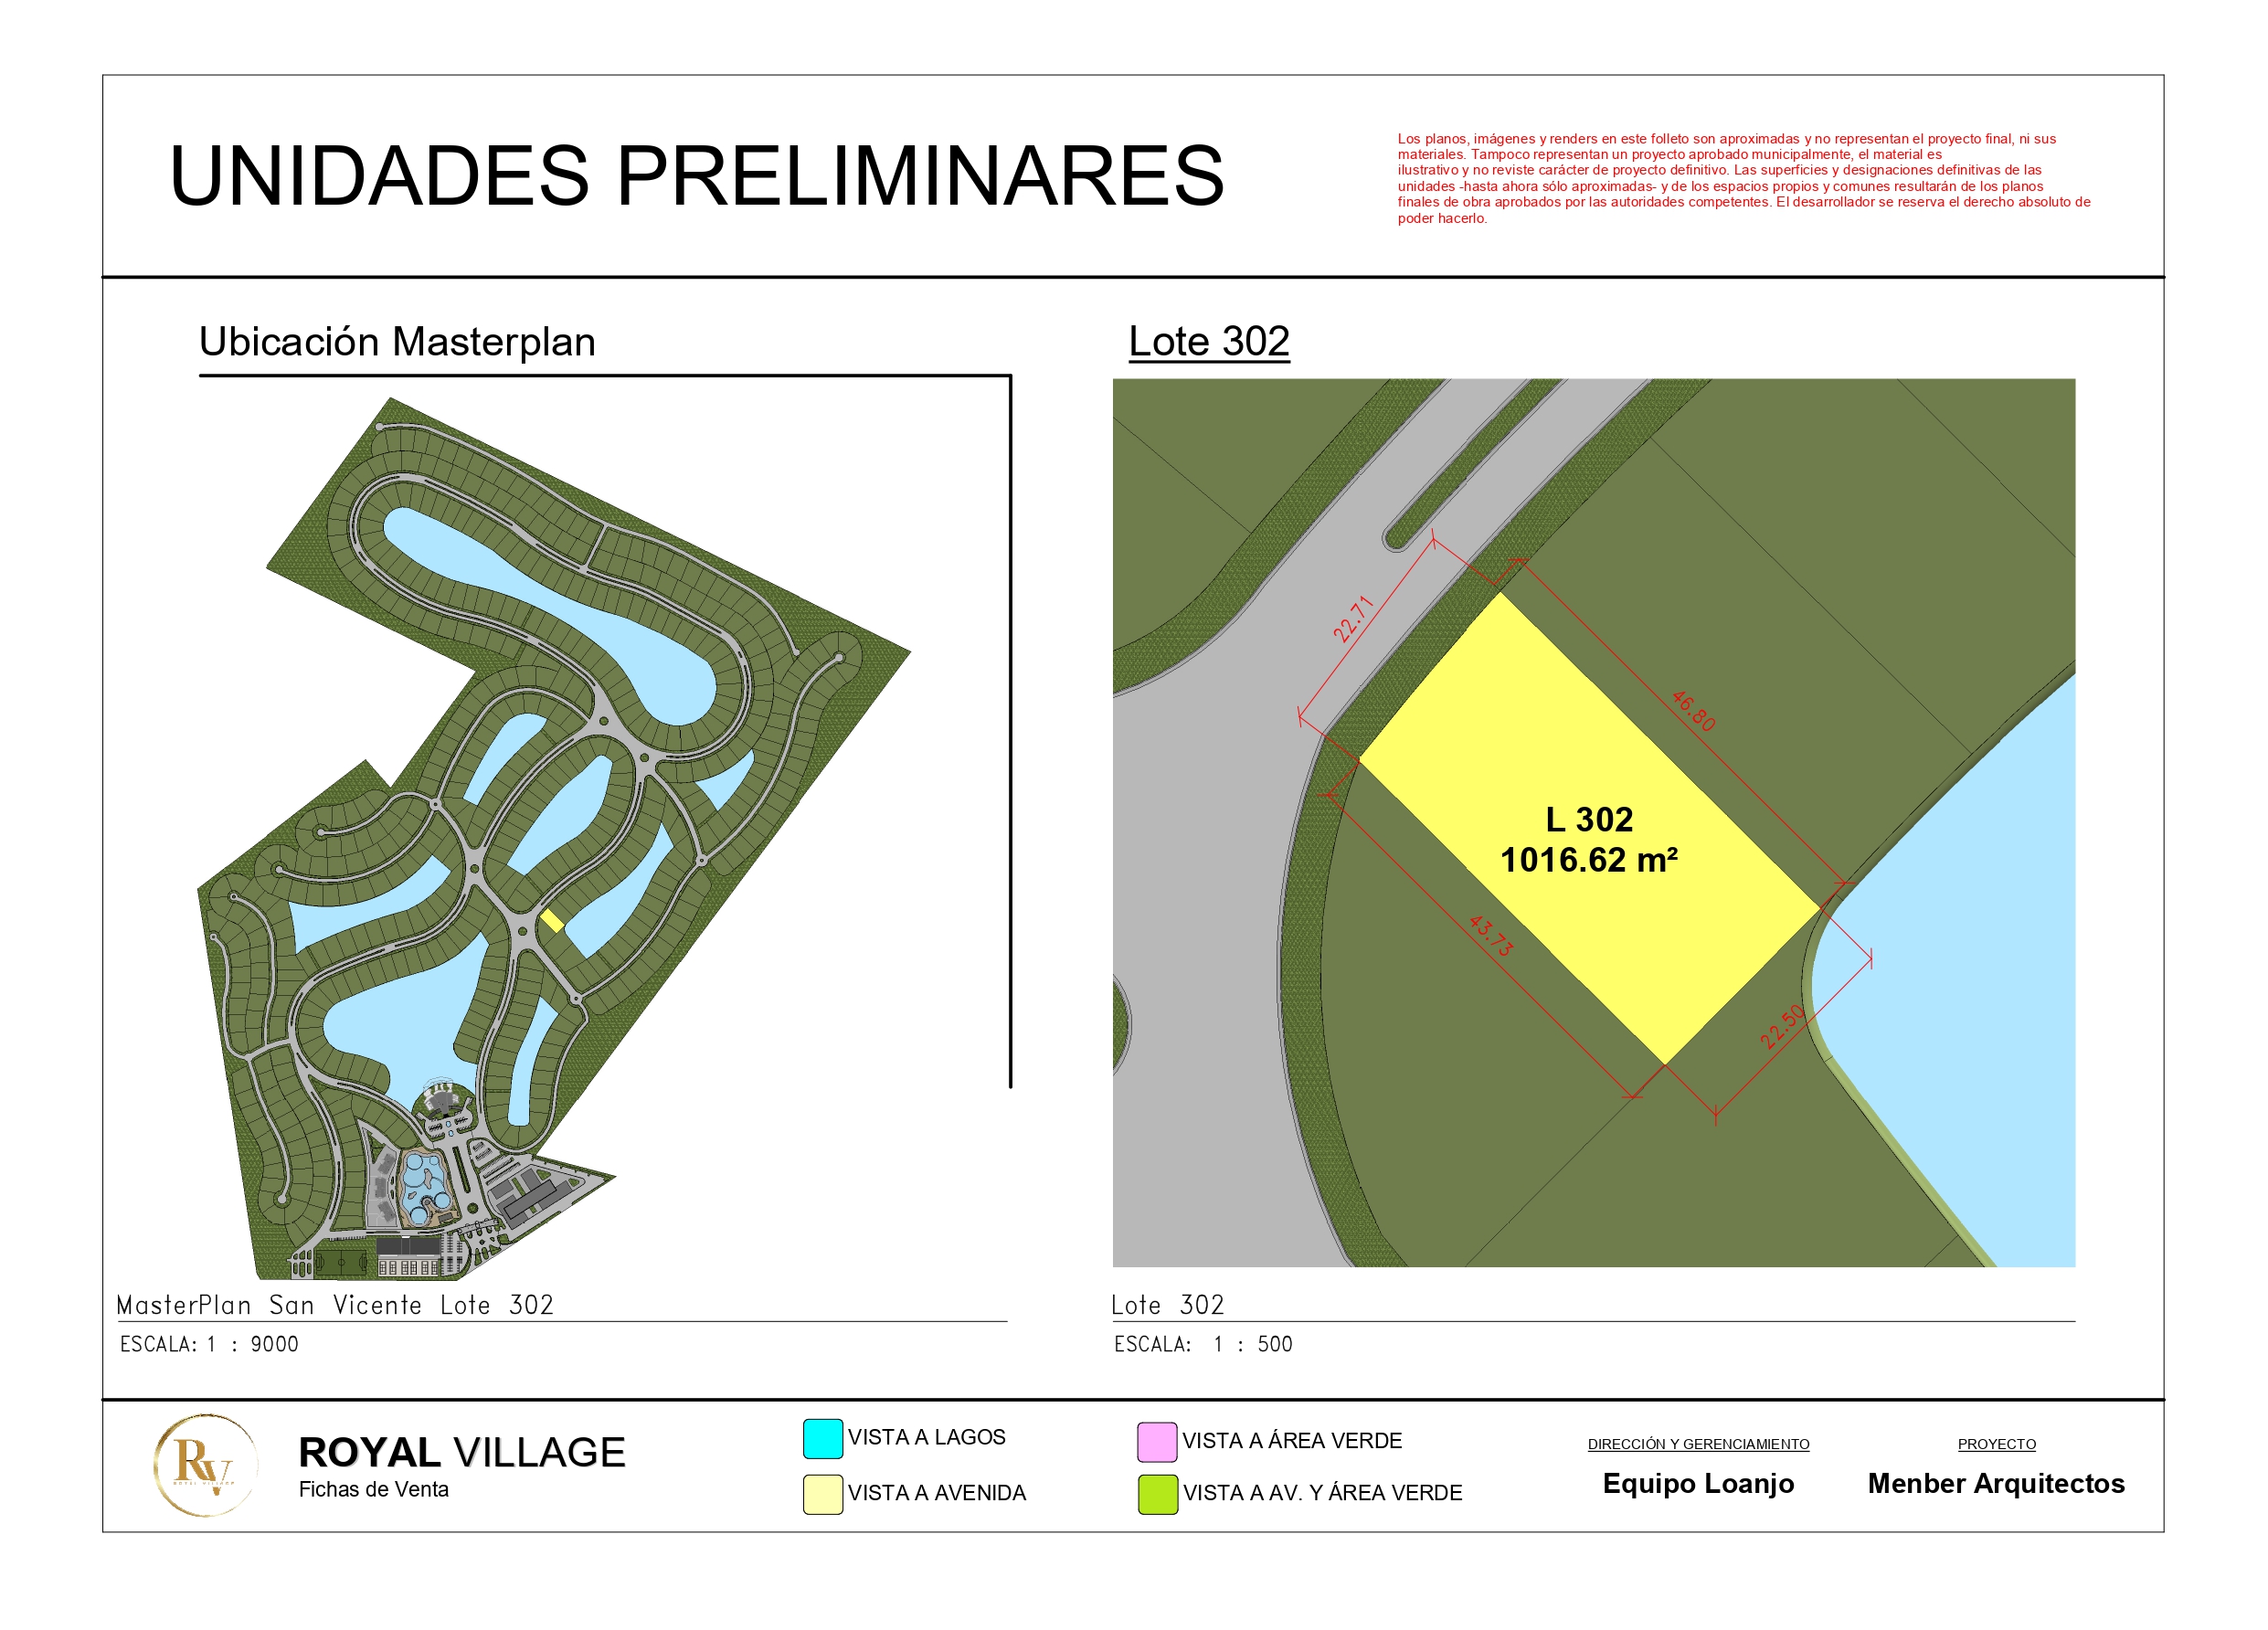 UNIDADES PRELIMINARES
Los planos, imágenes y renders en este folleto son aproximadas y no representan el proyecto final, ni sus
materiales. Tampoco representan un proyecto aprobado municipalmente, el material es
ilustrativo y no reviste carácter de proyecto definitivo. Las superficies y designaciones definitivas de las
unidades -hasta ahora sólo aproximadas- y de los espacios propios y comunes resultarán de los planos
finales de obra aprobados por las autoridades competentes. El desarrollador se reserva el derecho absoluto de
poder hacerlo.
Ubicación Masterplan
Lote 302
22.71
46.80
L 302
1016.62 m²
43.73
22.50
MasterPlan San Vicente Lote 302
ESCALA: 1 : 9000
Lote 302
ESCALA: 1 : 500
RV
ROYAL VILLAGE
ROYAL VILLAGE
Fichas de Venta
VISTA A LAGOS
VISTA A AVENIDA
VISTA A ÁREA VERDE
VISTA A AV. Y ÁREA VERDE
DIRECCIÓN Y GERENCIAMIENTO
Equipo Loanjo
PROYECTO
Menber Arquitectos